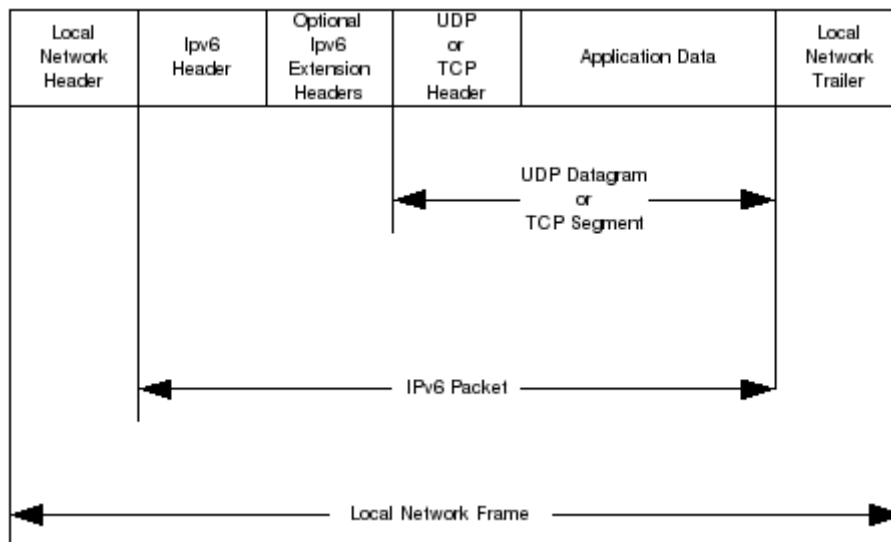 Local
Network
Header
Ipv6
Header
Optional
Ipv6
Extension
Headers
UDP
or
TCP
Header
Application Data
Local
Network
Trailer
UDP Datagram
or
TCP Segment
IPv6 Packet
Local Network Frame